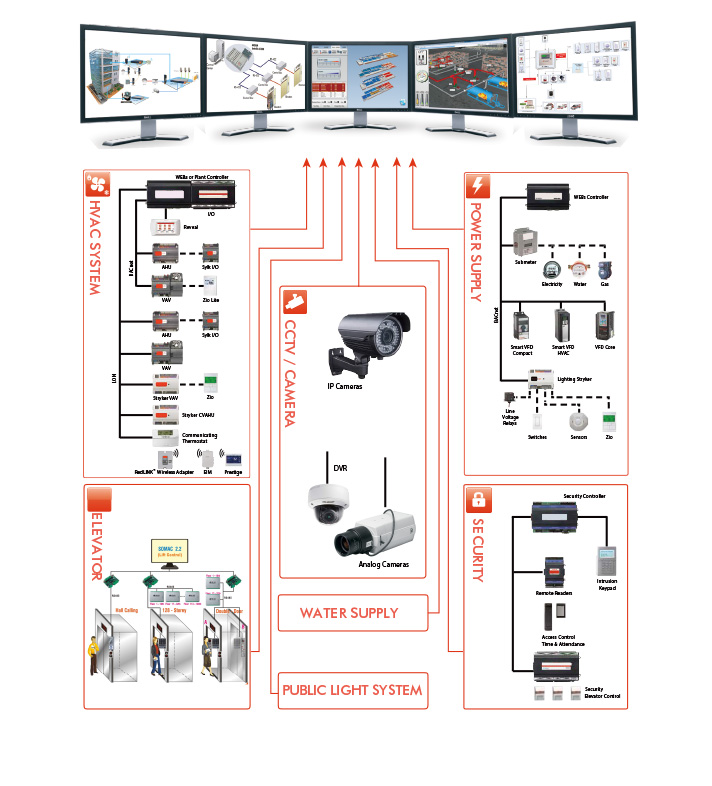 HVAC SYSTEM
WEBs or Plant Controller
I/O
Reveal
BACnet
AHU
Sylk I/O
VAV
Zio Lite
AHU
Sylk I/O
VAV
LON
Stryker VAV
Zio
Stryker CVAHU
Communicating
Thermostat
RedLINK™ Wireless Adapter
EIM
Prestige
POWER SUPPLY
WEBs Controller
Submeter
Electricity
Water
Gas
BACnet
Smart VFD
Compact
Smart VFD
HVAC
VFD Core
Lighting Stryker
Line
Voltage
Relays
Switches
Sensors
Zio
CCTV / CAMERA
IP Cameras
DVR
Analog Cameras
ELEVATOR
SOMAC 2.2
(Lift Control)
Hall Calling
128 - Storey
Double Door
A
B
SECURITY
Security Controller
Intrusion
Keypad
Remote Readers
Access Control
Time & Attendance
Security
Elevator Control
WATER SUPPLY
PUBLIC LIGHT SYSTEM